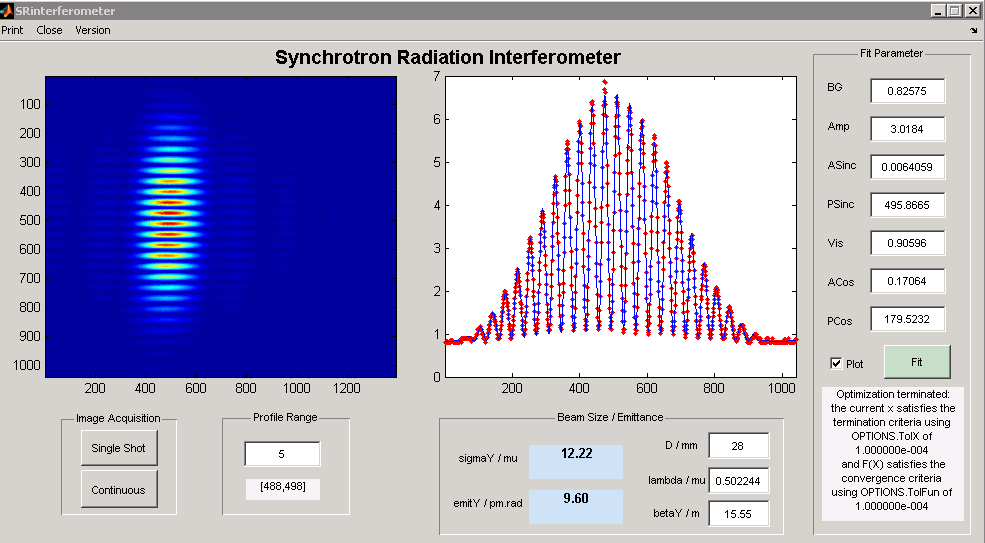 SRinterferometer
Print Close Version
Synchrotron Radiation Interferometer
100
200
300
400
500
600
700
800
900
1000
200 400 600 800 1000 1200
7
6
5
4
3
2
1
0
200 400 600 800 1000
Fit Parameter
BG 0.82575
Amp 3.0184
ASinc 0.0064059
PSinc 495.8665
Vis 0.90596
ACos 0.17064
PCos 179.5232
Plot Fit
Optimization terminated:
the current x satisfies the
termination criteria using
OPTIONS.TolX of
1.000000e-004
and F(X) satisfies the
convergence criteria
using OPTIONS.TolFun of
1.000000e-004
Image Acquisition
Single Shot
Continuous
Profile Range
5
[488,498]
Beam Size / Emittance
sigmaY / mu 12.22
emitY / pm.rad 9.60
D / mm 28
lambda / mu 0.502244
betaY / m 15.55